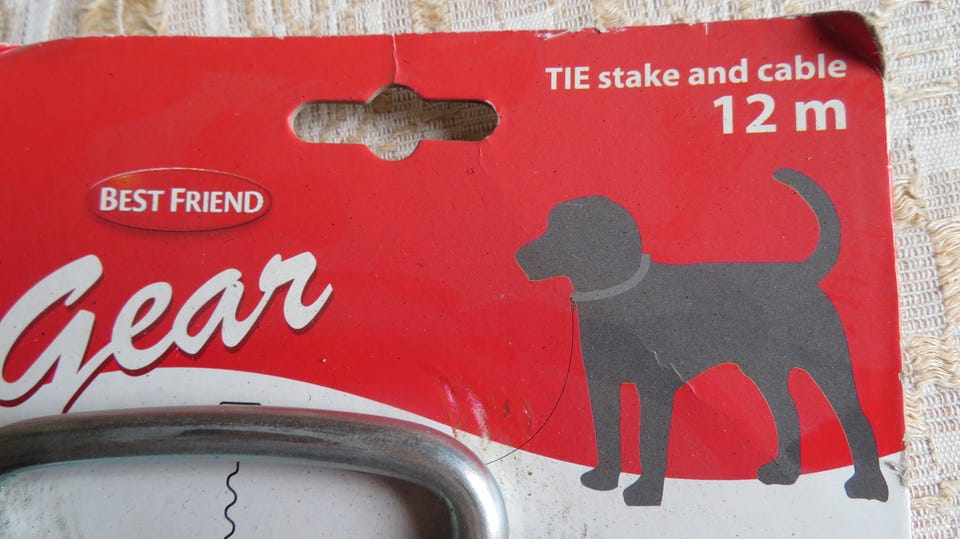 TIE stake and cable
12 m
BEST FRIEND
Gear